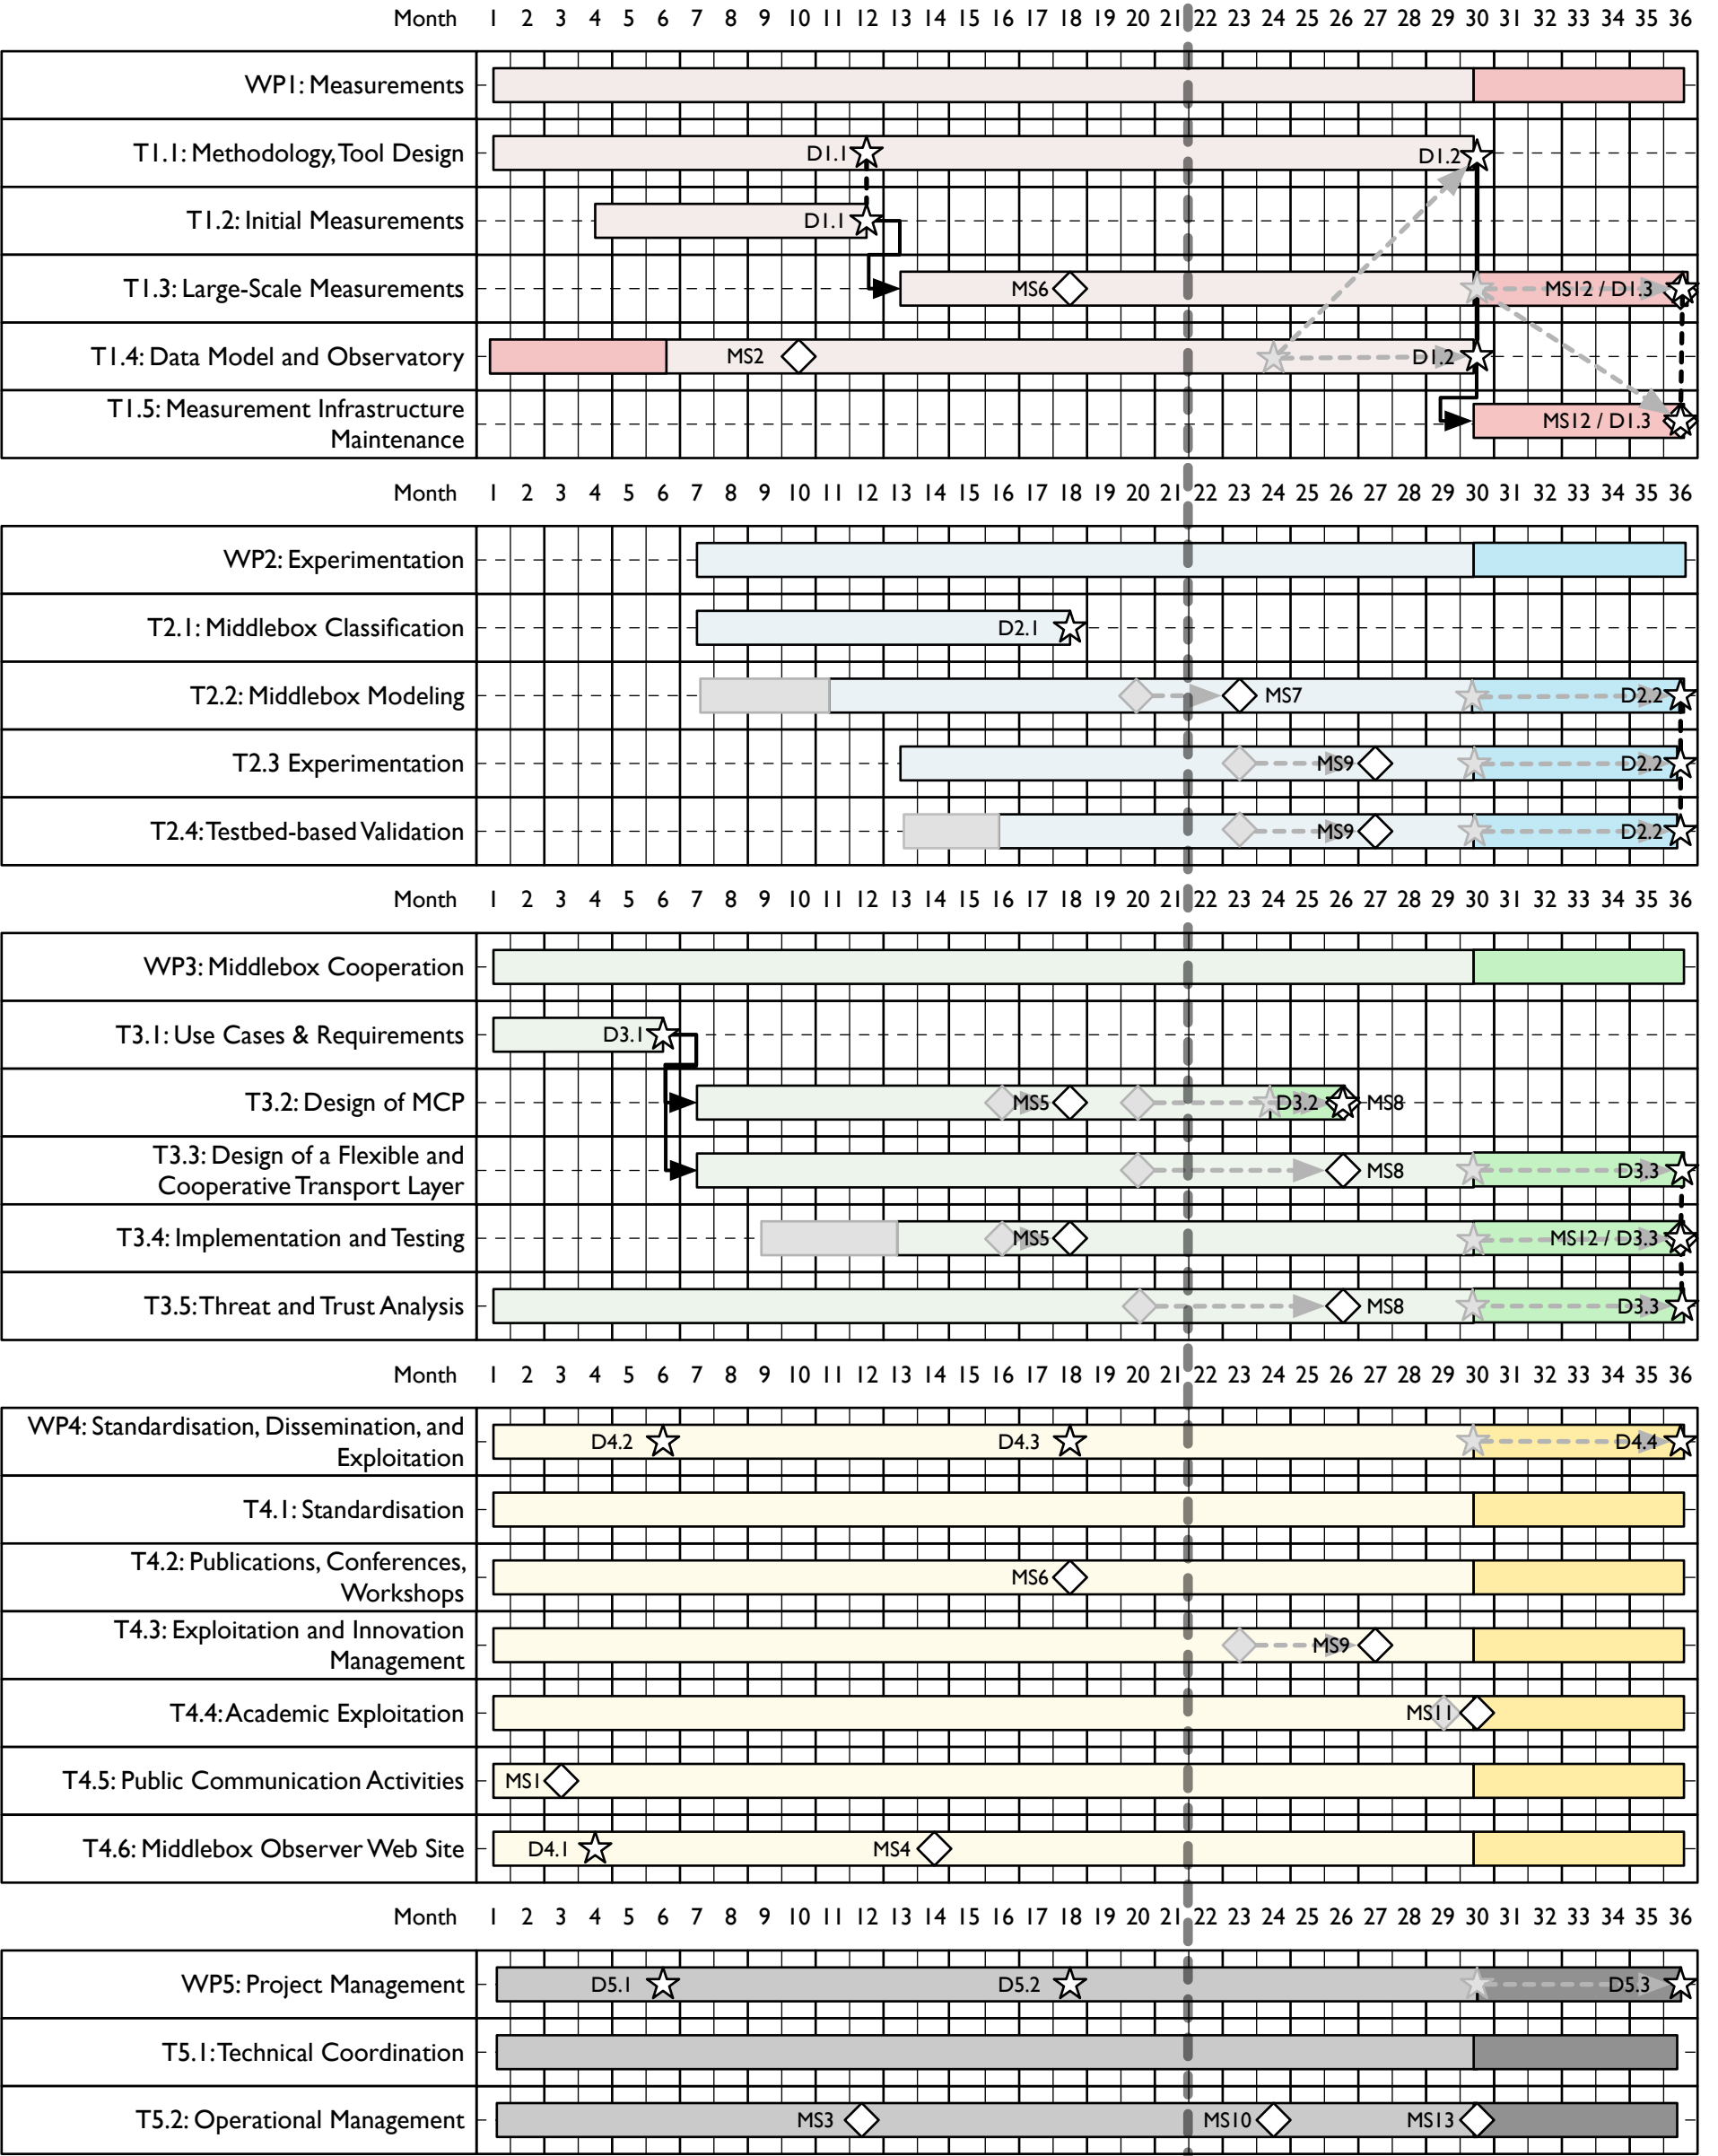 Month 1 2 3 4 5 6 7 8 9 10 11 12 13 14 15 16 17 18 19 20 21 22 23 24 25 26 27 28 29 30 31 32 33 34 35 36
WP1: Measurements
T1.1: Methodology, Tool Design D1.1 D1.2
T1.2: Initial Measurements D1.1
T1.3: Large-Scale Measurements MS6 MS12 / D1.3
T1.4: Data Model and Observatory MS2 D1.2
T1.5: Measurement Infrastructure
Maintenance MS12 / D1.3
Month 1 2 3 4 5 6 7 8 9 10 11 12 13 14 15 16 17 18 19 20 21 22 23 24 25 26 27 28 29 30 31 32 33 34 35 36
WP2: Experimentation
T2.1: Middlebox Classification D2.1
T2.2: Middlebox Modeling MS7 D2.2
T2.3 Experimentation MS9 D2.2
T2.4: Testbed-based Validation MS9 D2.2
Month 1 2 3 4 5 6 7 8 9 10 11 12 13 14 15 16 17 18 19 20 21 22 23 24 25 26 27 28 29 30 31 32 33 34 35 36
WP3: Middlebox Cooperation
T3.1: Use Cases & Requirements D3.1
T3.2: Design of MCP MS5 D3.2 MS8
T3.3: Design of a Flexible and
Cooperative Transport Layer MS8 D3.3
T3.4: Implementation and Testing MS5 MS12 / D3.3
T3.5: Threat and Trust Analysis MS8 D3.3
Month 1 2 3 4 5 6 7 8 9 10 11 12 13 14 15 16 17 18 19 20 21 22 23 24 25 26 27 28 29 30 31 32 33 34 35 36
WP4: Standardisation, Dissemination, and
Exploitation D4.2 D4.3 D4.4
T4.1: Standardisation
T4.2: Publications, Conferences,
Workshops MS6
T4.3: Exploitation and Innovation
Management MS9
T4.4: Academic Exploitation MS11
T4.5: Public Communication Activities MS1
T4.6: Middlebox Observer Web Site D4.1 MS4
Month 1 2 3 4 5 6 7 8 9 10 11 12 13 14 15 16 17 18 19 20 21 22 23 24 25 26 27 28 29 30 31 32 33 34 35 36
WP5: Project Management D5.1 D5.2 D5.3
T5.1: Technical Coordination
T5.2: Operational Management MS3 MS10 MS13